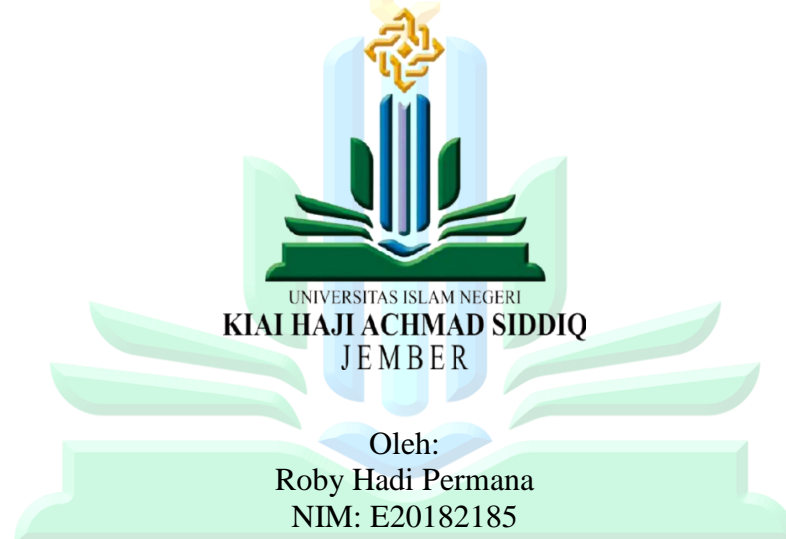 UNIVERSITAS ISLAM NEGERI
KIAI HAJI ACHMAD SIDDIQ
JEMBER
Oleh:
Roby Hadi Permana
NIM: E20182185